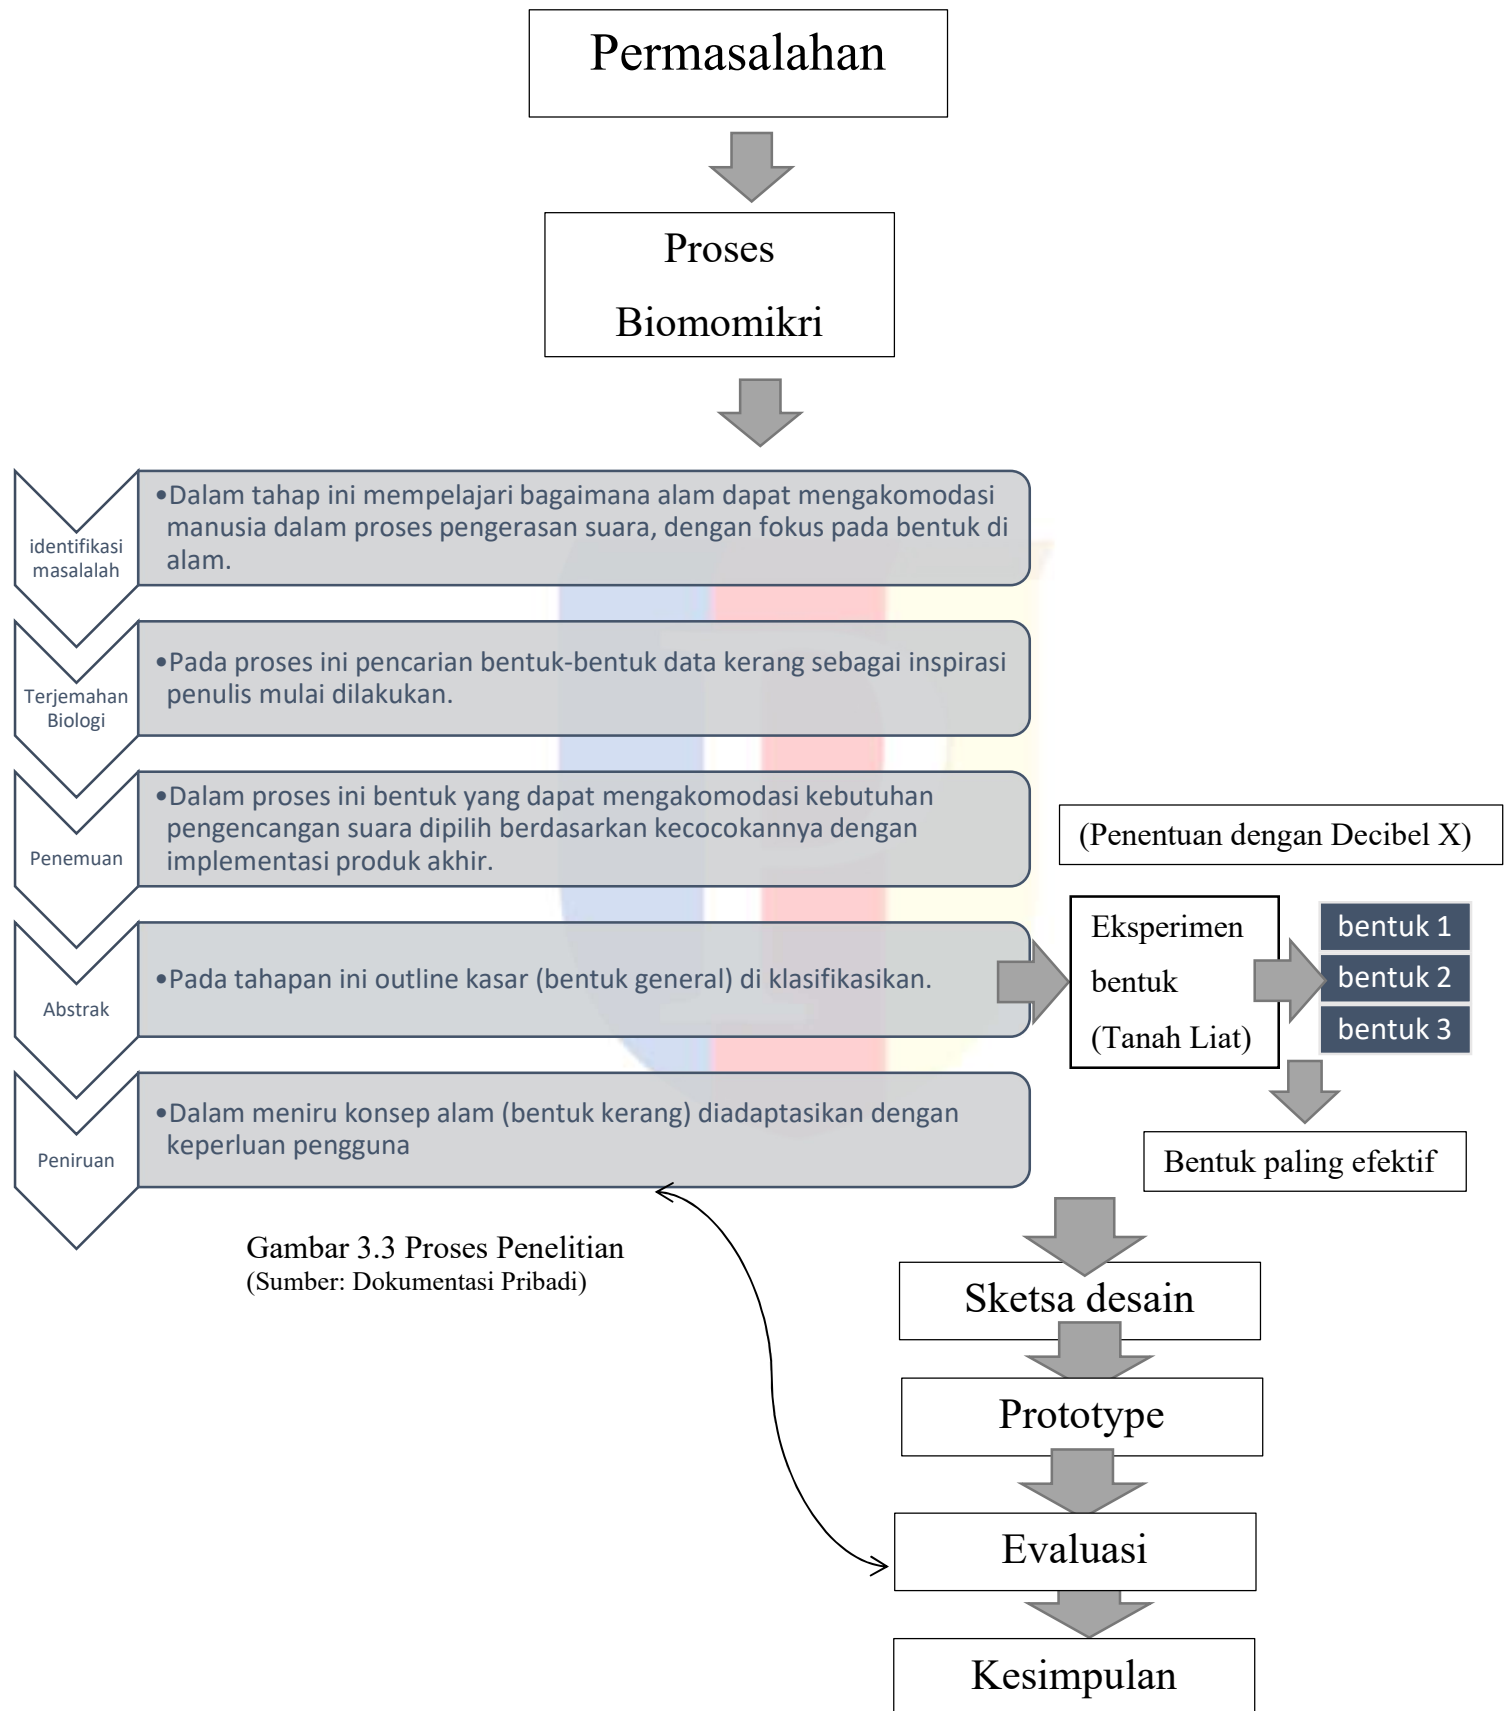 Permasalahan
Proses
Biomomikri
identifikasi
masalalah
•Dalam tahap ini mempelajari bagaimana alam dapat mengakomodasi
manusia dalam proses pengerasan suara, dengan fokus pada bentuk di
alam.
Terjemahan
Biologi
•Pada proses ini pencarian bentuk-bentuk data kerang sebagai inspirasi
penulis mulai dilakukan.
Penemuan
•Dalam proses ini bentuk yang dapat mengakomodasi kebutuhan
pengencangan suara dipilih berdasarkan kecocokannya dengan
implementasi produk akhir.
(Penentuan dengan Decibel X)
Abstrak
•Pada tahapan ini outline kasar (bentuk general) di klasifikasikan.
Eksperimen
bentuk
(Tanah Liat)
bentuk 1
bentuk 2
bentuk 3
Peniruan
•Dalam meniru konsep alam (bentuk kerang) diadaptasikan dengan
keperluan pengguna
Bentuk paling efektif
Gambar 3.3 Proses Penelitian
(Sumber: Dokumentasi Pribadi)
Sketsa desain
Prototype
Evaluasi
Kesimpulan